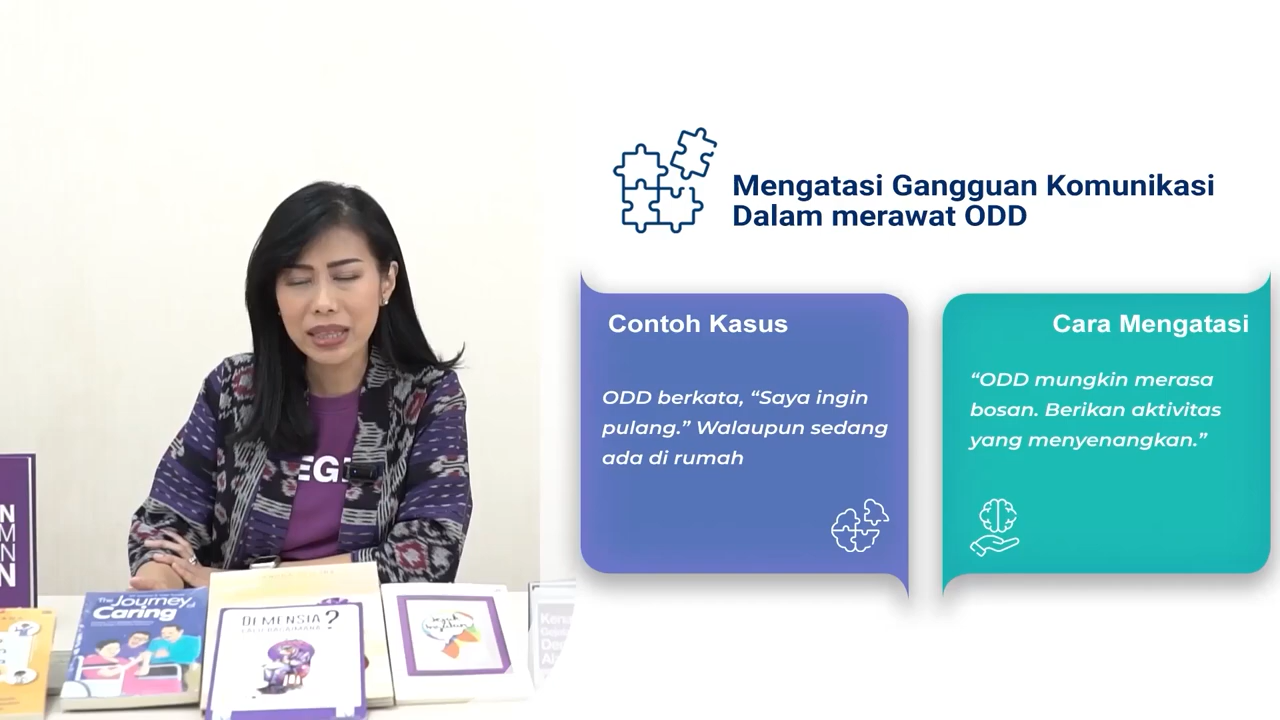 Mengatasi Gangguan Komunikasi
Dalam merawat ODD
Contoh Kasus
ODD berkata, “Saya ingin
pulang.” Walaupun sedang
ada di rumah
Cara Mengatasi
“ODD mungkin merasa
bosan. Berikan aktivitas
yang menyenangkan.”
The Journey of
Caring
DEMENSIA?